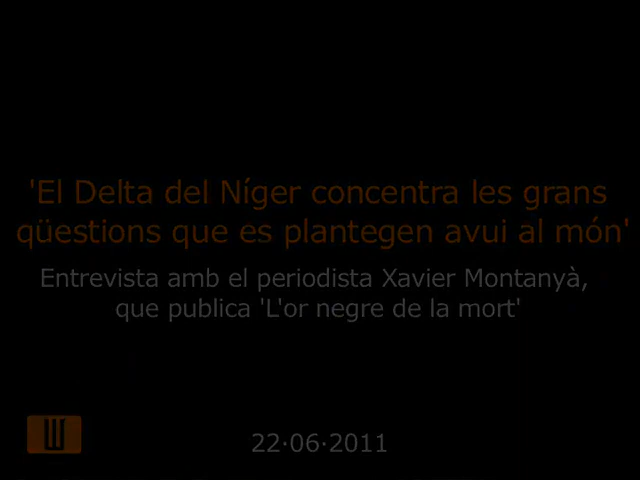 'El Delta del Níger concentra les grans
qüestions que es plantegen avui al món'
Entrevista amb el periodista Xavier Montanyà,
que publica 'L'or negre de la mort'
22·06·2011